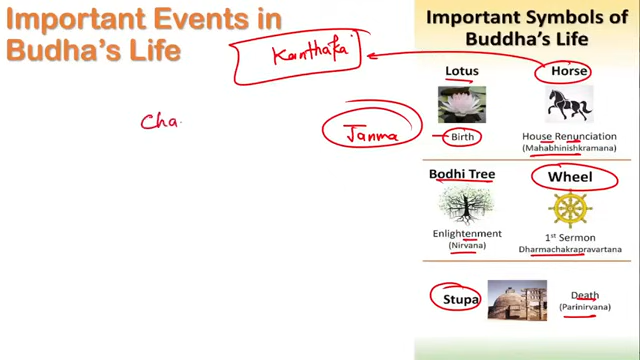 Important Events in
Budha's Life
Kanthaka
Cha
Janma
Important Symbols of
Buddha's Life
Lotus
Birth
Horse
House Renunciation
(Mahabhinishkramana)
Bodhi Tree
Enlightenment
(Nirvana)
Wheel
1st Sermon
Dharmachakrapravartana
Stupa
Death
(Parinirvana)